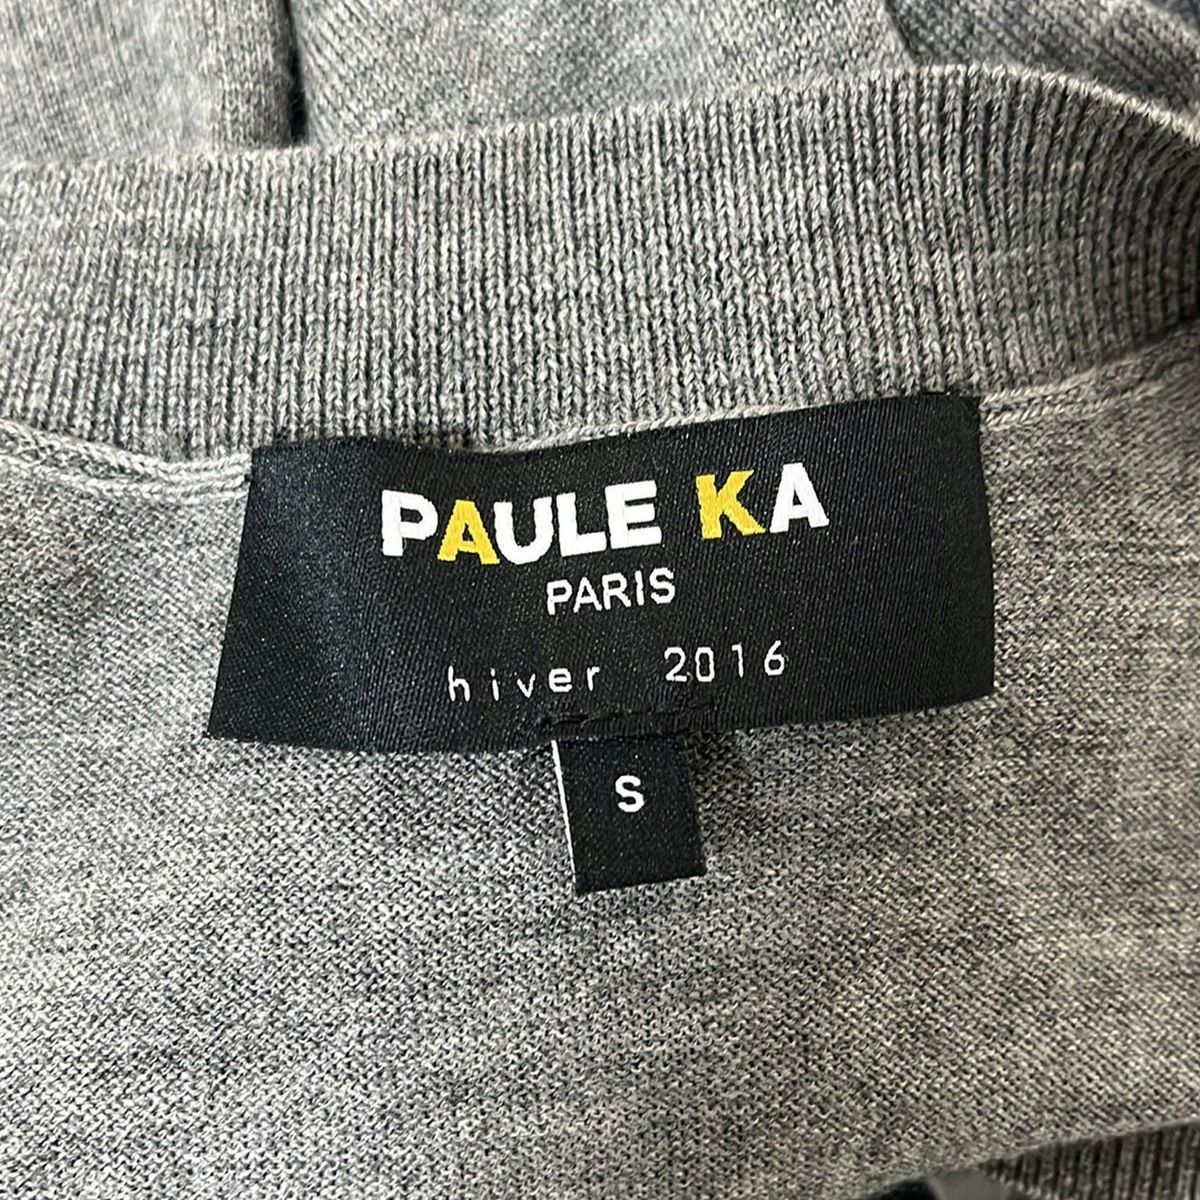 PAULE KA
PARIS
hiver 2016
S